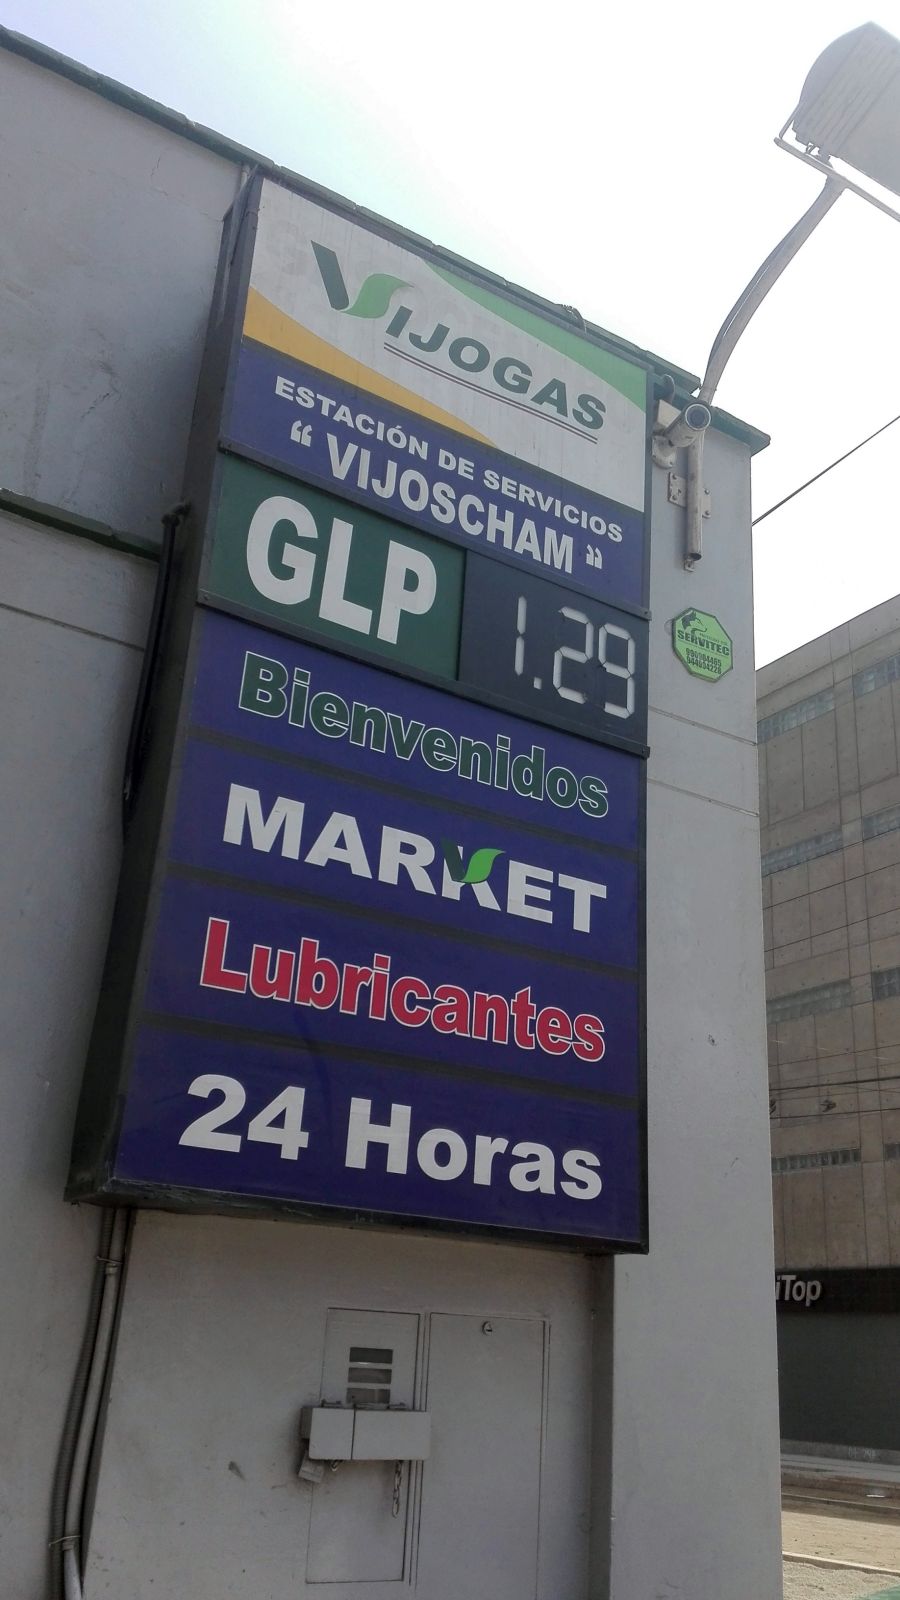 VIJOGAS
ESTACIÓN DE SERVICIOS
“ VIJOSCHAM ”
GLP 1.29
Bienvenidos
MARKET
Lubricantes
24 Horas
SERVITEC
iTop